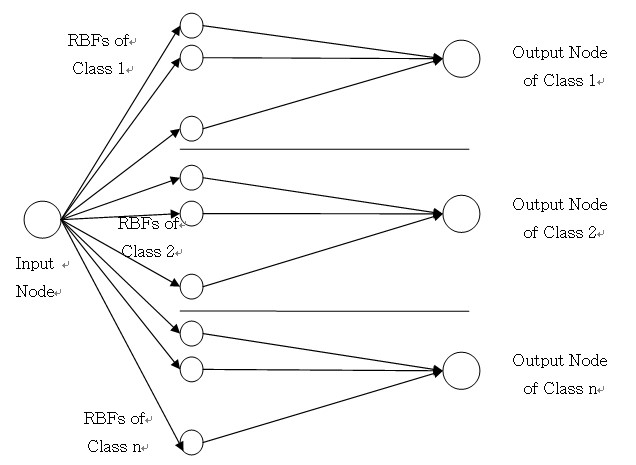 RBFs of
Class 1
Output Node
of Class 1
RBFs of
Class 2
Output Node
of Class 2
Input
Node
Output Node
of Class n
RBFs of
Class n